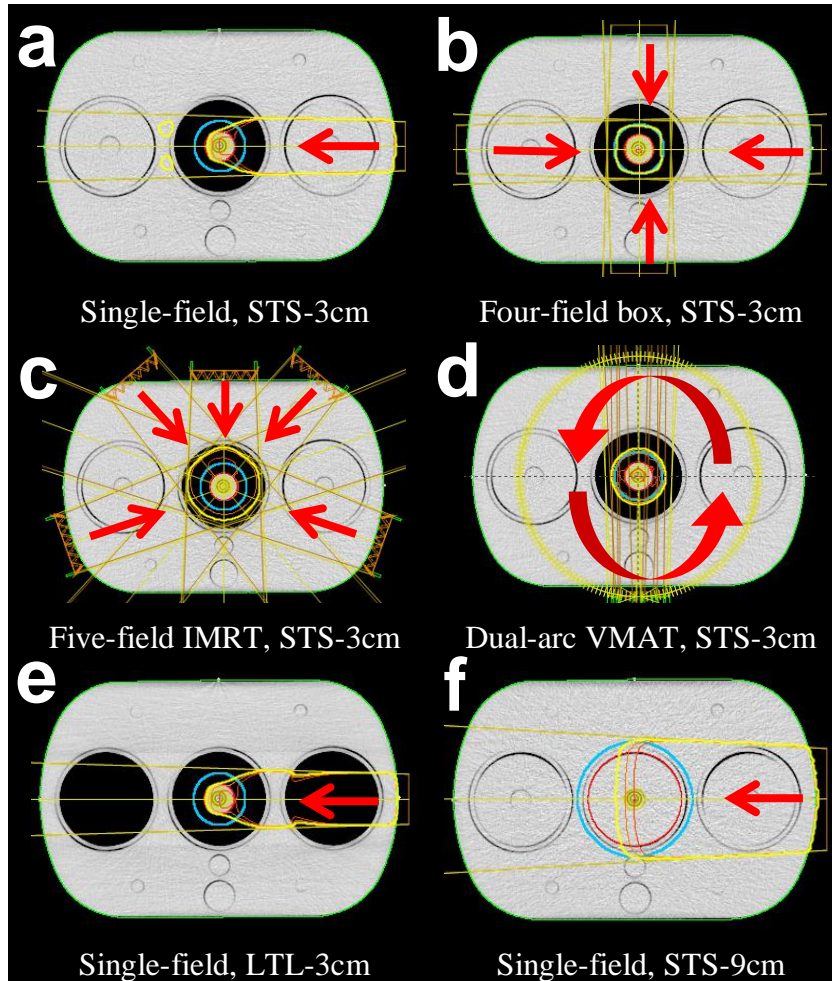 a
b
Single-field, STS-3cm
Four-field box, STS-3cm
c
d
Five-field IMRT, STS-3cm
Dual-arc VMAT, STS-3cm
e
f
Single-field, LTL-3cm
Single-field, STS-9cm